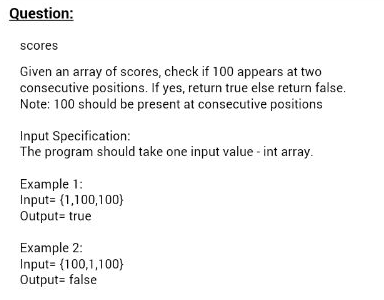 Question:
scores
Given an array of scores, check if 100 appears at two
consecutive positions. If yes, return true else return false.
Note: 100 should be present at consecutive positions
Input Specification:
The program should take one input value - int array.
Example 1:
Input= {1,100,100}
Output= true
Example 2:
Input= {100,1,100}
Output= false